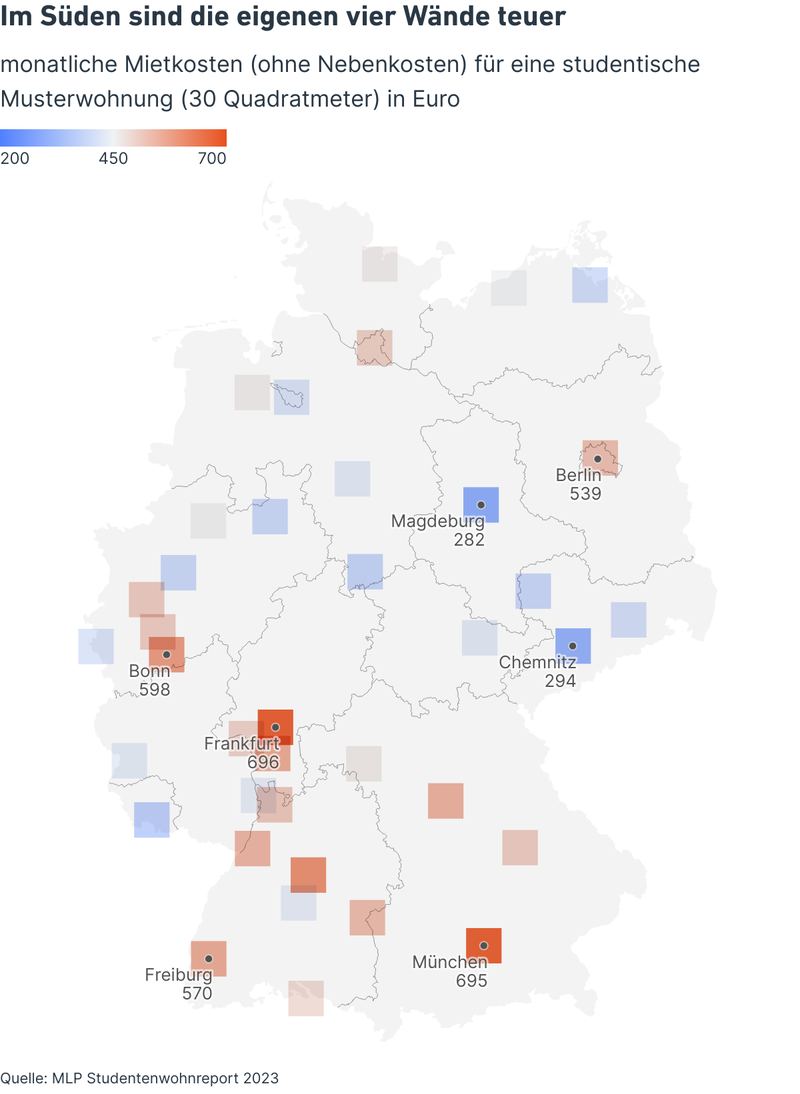 Im Süden sind die eigenen vier Wände teuer
monatliche Mietkosten (ohne Nebenkosten) für eine studentische
Musterwohnung (30 Quadratmeter) in Euro
200 450 700
Berlin
539
Magdeburg
282
Chemnitz
294
Bonn
598
Frankfurt
696
München
695
Freiburg
570
Quelle: MLP Studentenwohnreport 2023